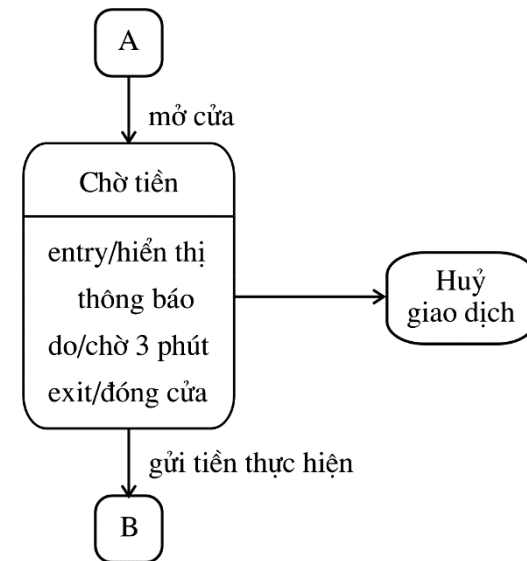 A
mở cửa
Chờ tiền
entry/hiển thị
thông báo
do/chờ 3 phút
exit/đóng cửa
Huỷ
giao dịch
gửi tiền thực hiện
B